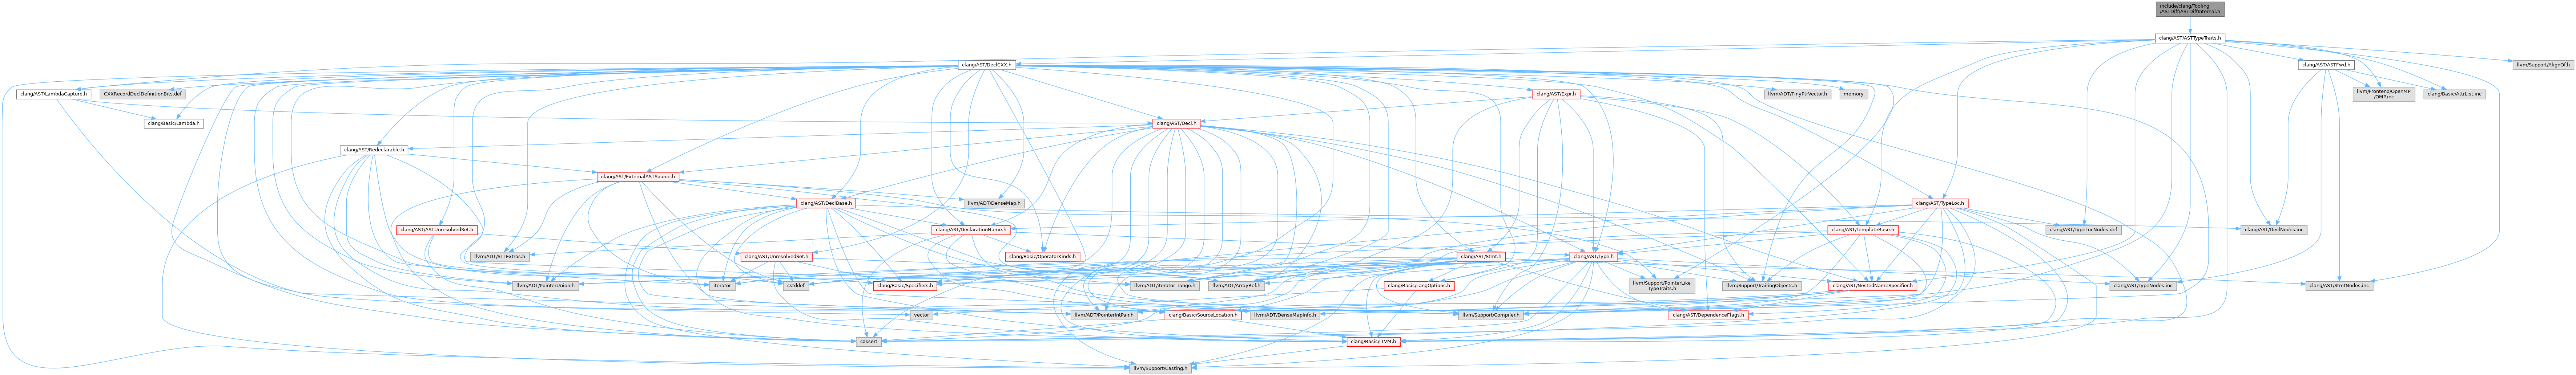 include/clang/Tooling
/ASTDiff/ASTDiffInternal.h
clang/AST/ASTTypeTraits.h
clang/AST/DeclCXX.h
clang/AST/ASTFwd.h
llvm/Support/AlignOf.h
clang/AST/LambdaCapture.h
CXXRecordDeclDefinitionBits.def
clang/AST/Expr.h
llvm/ADT/TinyPtrVector.h
memory
llvm/Frontend/OpenMP
/OMP.inc
clang/Basic/AttrList.inc
clang/Basic/Lambda.h
clang/AST/Decl.h
clang/AST/Redeclarable.h
clang/AST/ExternalASTSource.h
clang/AST/DeclBase.h
llvm/ADT/DenseMap.h
clang/AST/TypeLoc.h
clang/AST/ASTUnresolvedSet.h
clang/AST/DeclarationName.h
clang/AST/TemplateBase.h
clang/AST/TypeLocNodes.def
clang/AST/DeclNodes.inc
llvm/ADT/STLExtras.h
clang/AST/UnresolvedSet.h
clang/Basic/OperatorKinds.h
clang/AST/Stmt.h
clang/AST/Type.h
llvm/ADT/PointerUnion.h
iterator
cstddef
clang/Basic/Specifiers.h
llvm/ADT/iterator_range.h
llvm/ADT/ArrayRef.h
clang/Basic/LangOptions.h
llvm/Support/PointerLike
TypeTraits.h
llvm/Support/TrailingObjects.h
clang/AST/NestedNameSpecifier.h
clang/AST/TypeNodes.inc
clang/AST/StmtNodes.inc
vector
llvm/ADT/PointerIntPair.h
clang/Basic/SourceLocation.h
llvm/ADT/DenseMapInfo.h
llvm/Support/Compiler.h
clang/AST/DependenceFlags.h
cassert
clang/Basic/LLVM.h
llvm/Support/Casting.h